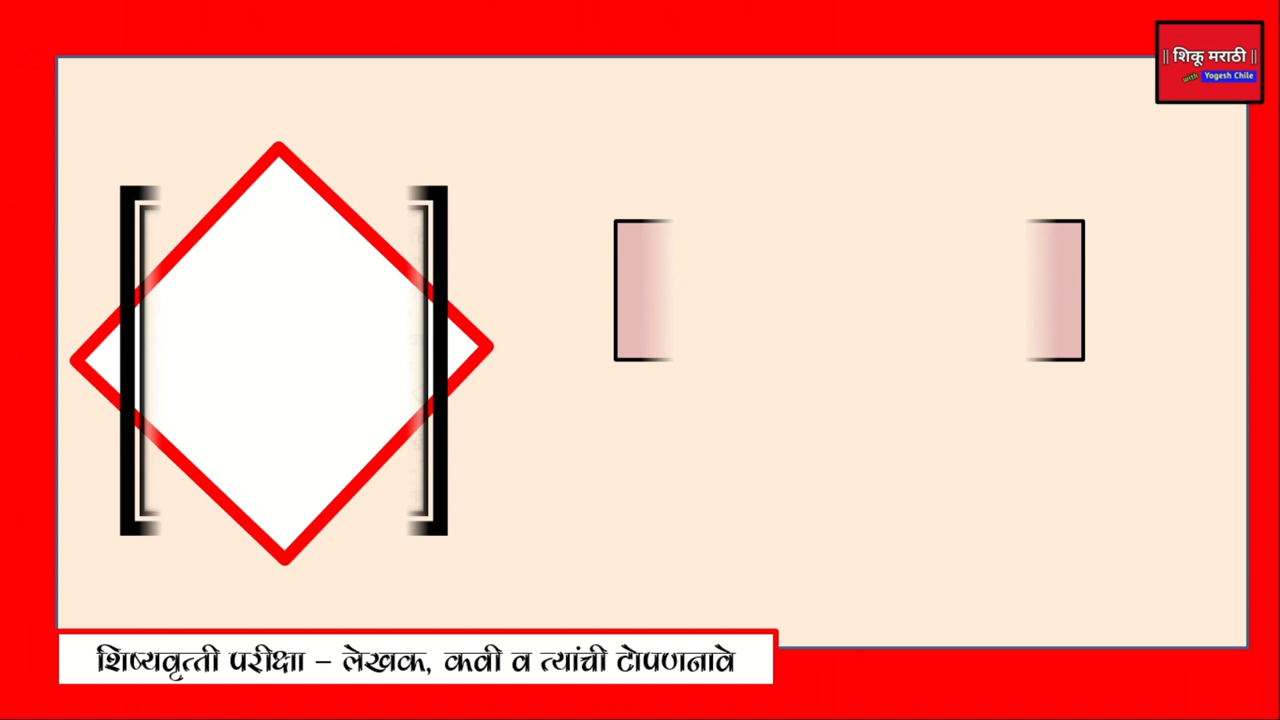 || शिकू मराठी ||
with Yogesh Chile
शिष्यवृत्ती परीक्षा - लेखक, कवी व त्यांची टोपणनावे